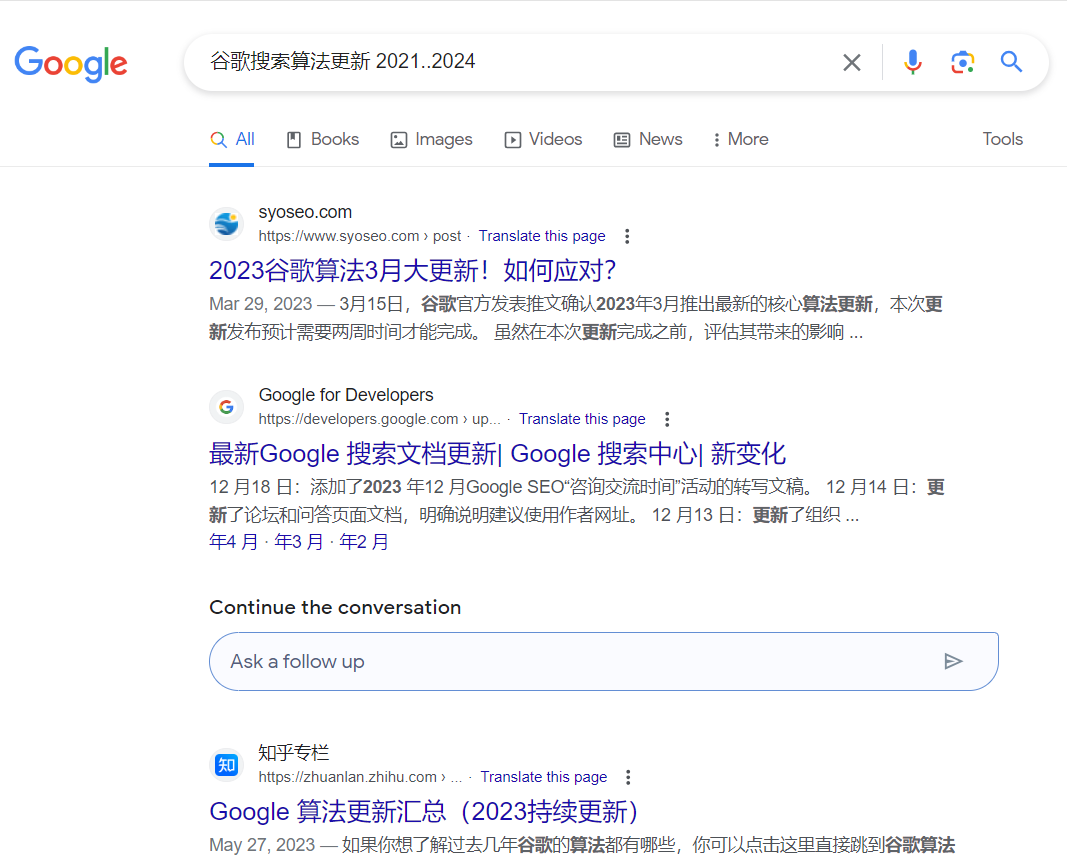 Google
谷歌搜索算法更新 2021..2024
All Books Images Videos News More Tools
syoseo.com
https://www.syoseo.com › post · Translate this page
2023谷歌算法3月大更新！如何应对？
Mar 29, 2023 — 3月15日，谷歌官方发表推文确认2023年3月推出最新的核心算法更新，本次更
新发布预计需要两周时间才能完成。 虽然在本次更新完成之前，评估其带来的影响 ...
Google for Developers
https://developers.google.com › up... · Translate this page
最新Google 搜索文档更新| Google 搜索中心| 新变化
12 月18 日：添加了2023 年12 月Google SEO“咨询交流时间”活动的转写文稿。 12 月14 日：更
新了论坛和问答页面文档，明确说明建议使用作者网址。 12 月13 日：更新了组织 ...
年4 月 · 年3 月 · 年2 月
Continue the conversation
Ask a follow up
知
知乎专栏
https://zhuanlan.zhihu.com › ... · Translate this page
Google 算法更新汇总（2023持续更新）
May 27, 2023 — 如果你想了解过去几年谷歌的算法都有哪些，你可以点击这里直接跳到谷歌算法